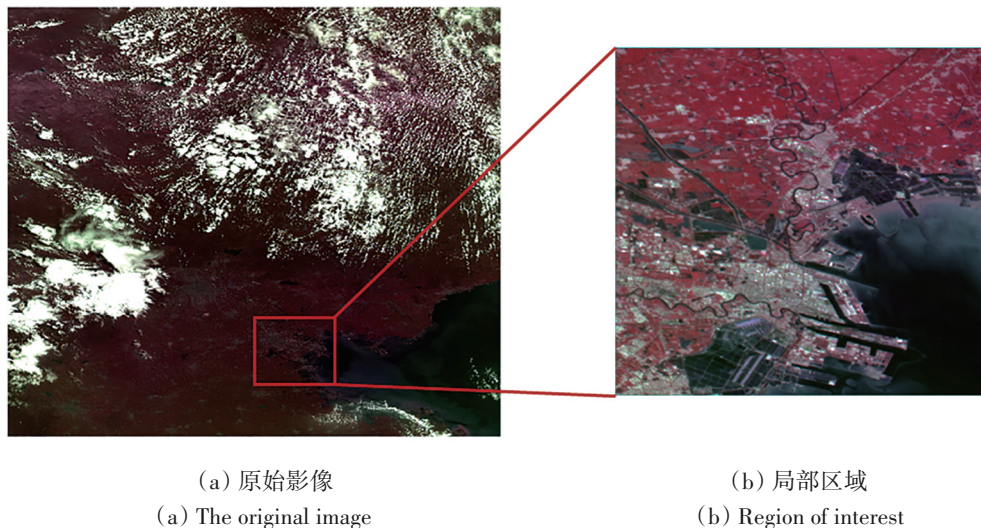 (a) 原始影像
(a) The original image
(b) 局部区域
(b) Region of interest